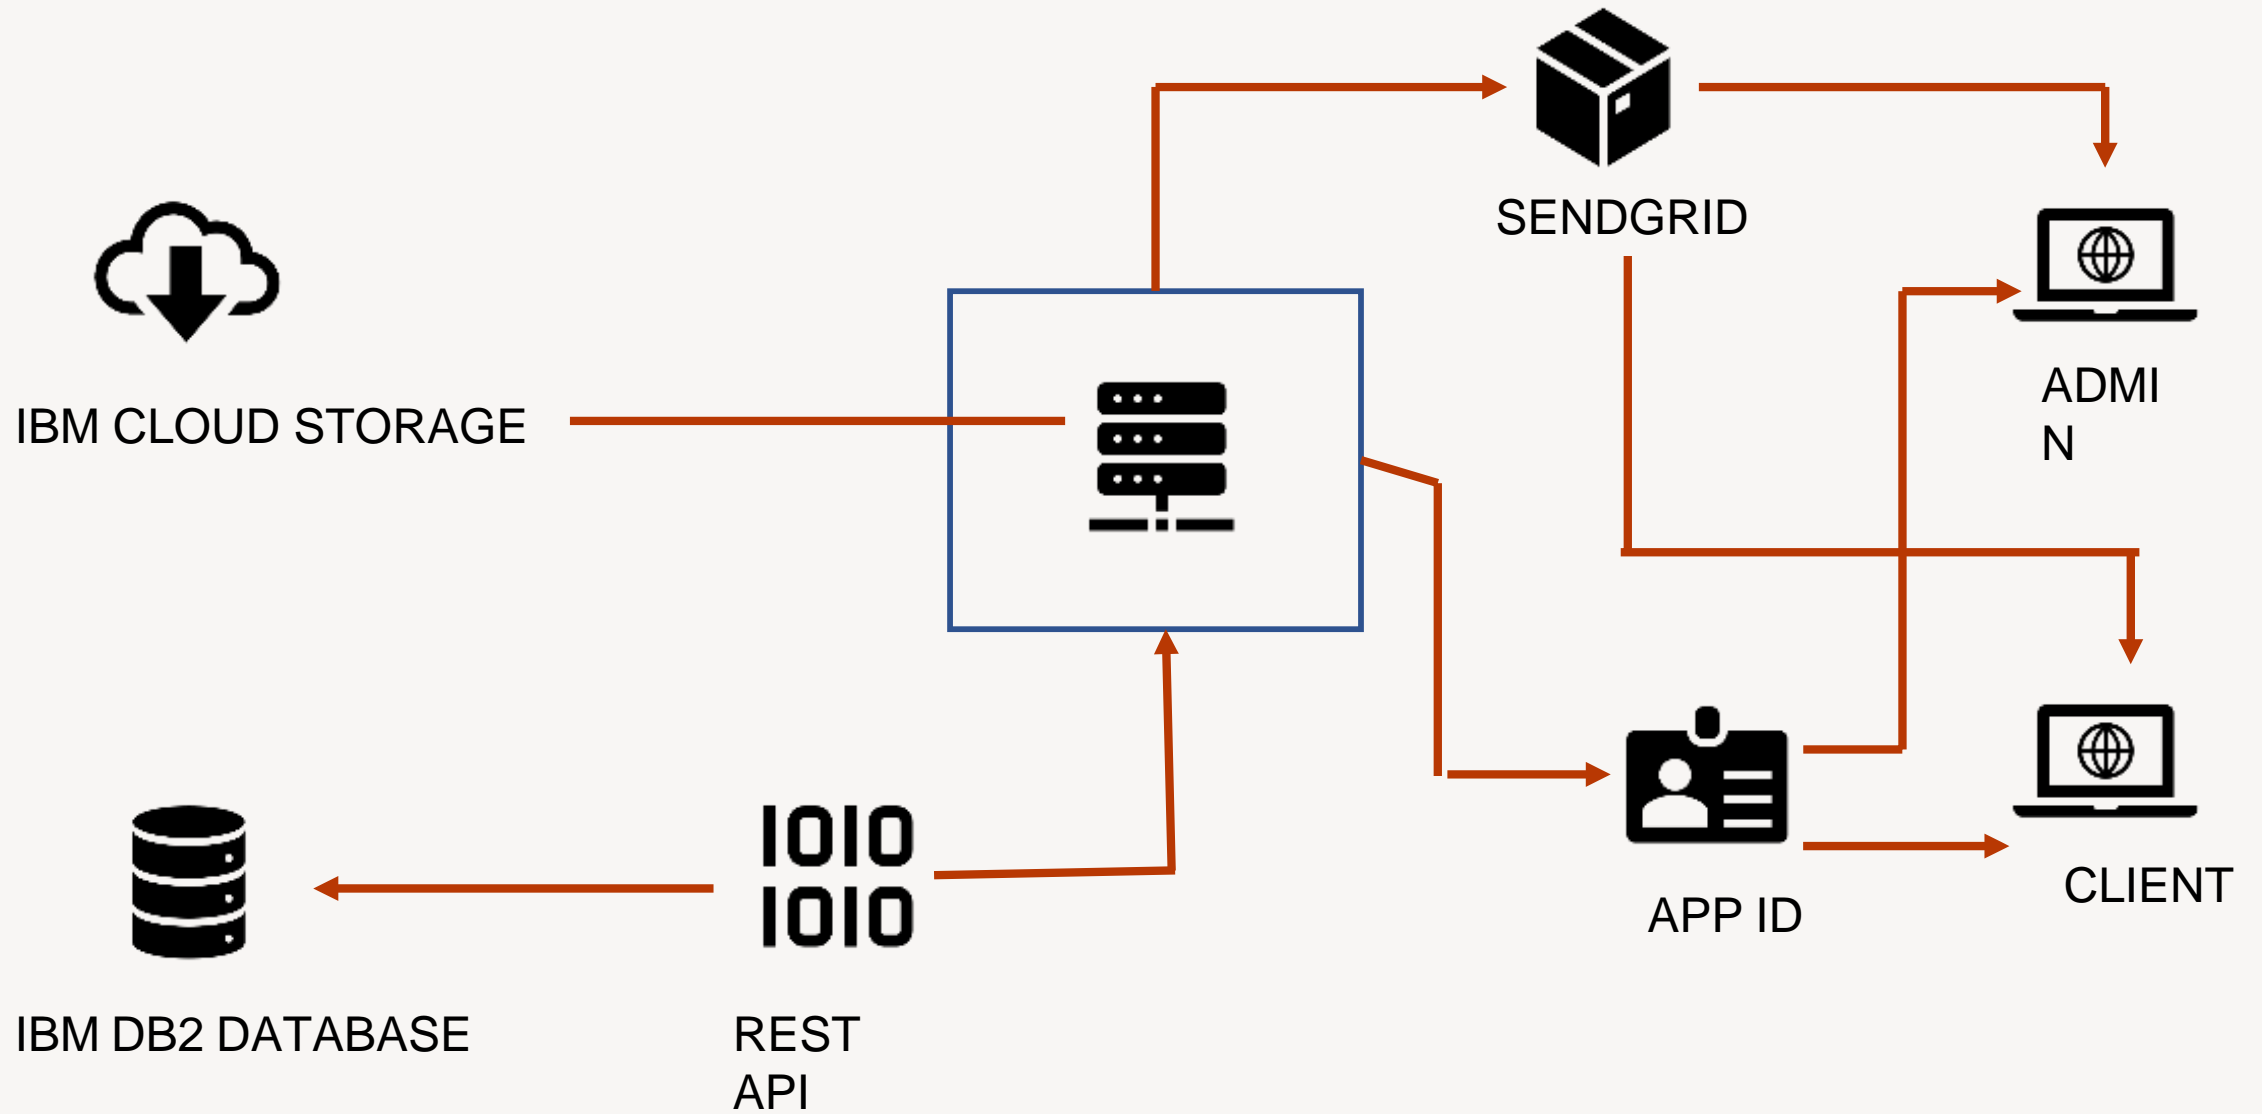 SENDGRID
IBM CLOUD STORAGE
ADMI
N
APP ID
CLIENT
IBM DB2 DATABASE
REST
API